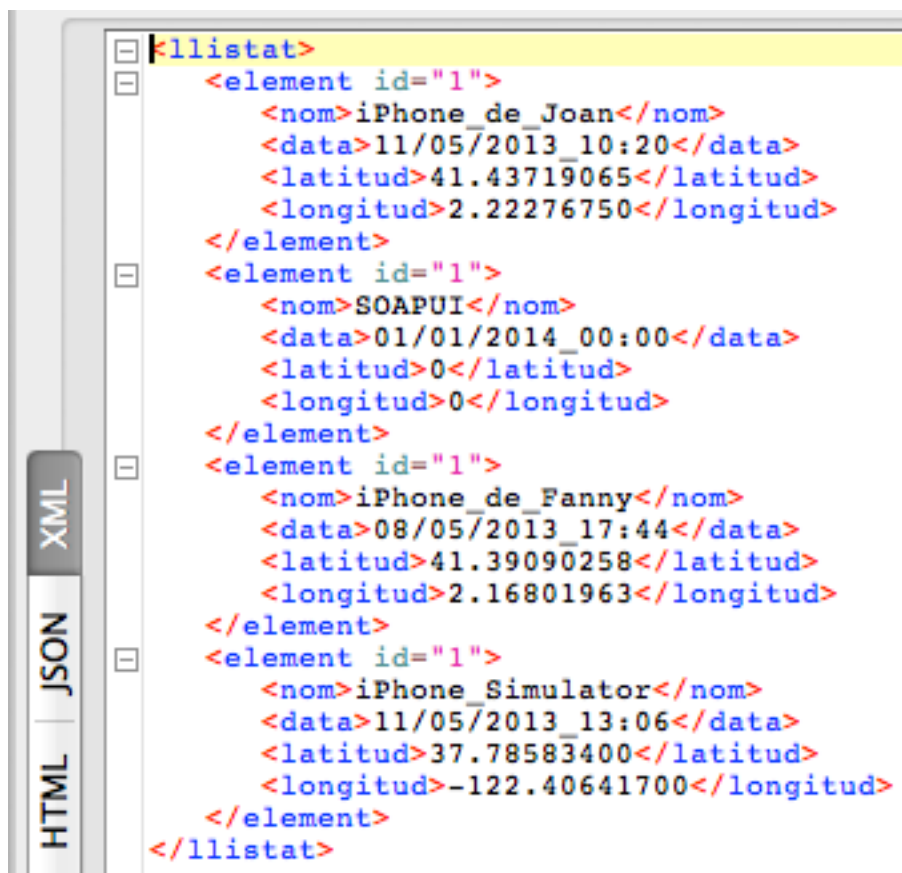 <llistat>
<element id="1">
<nom>iPhone_de_Joan</nom>
<data>11/05/2013_10:20</data>
<latitud>41.43719065</latitud>
<longitud>2.22276750</longitud>
</element>
<element id="1">
<nom>SOAPUI</nom>
<data>01/01/2014_00:00</data>
<latitud>0</latitud>
<longitud>0</longitud>
</element>
<element id="1">
<nom>iPhone_de_Fanny</nom>
<data>08/05/2013_17:44</data>
<latitud>41.39090258</latitud>
<longitud>2.16801963</longitud>
</element>
<element id="1">
<nom>iPhone_Simulator</nom>
<data>11/05/2013_13:06</data>
<latitud>37.78583400</latitud>
<longitud>-122.40641700</longitud>
</element>
</llistat>
XML
JSON
HTML